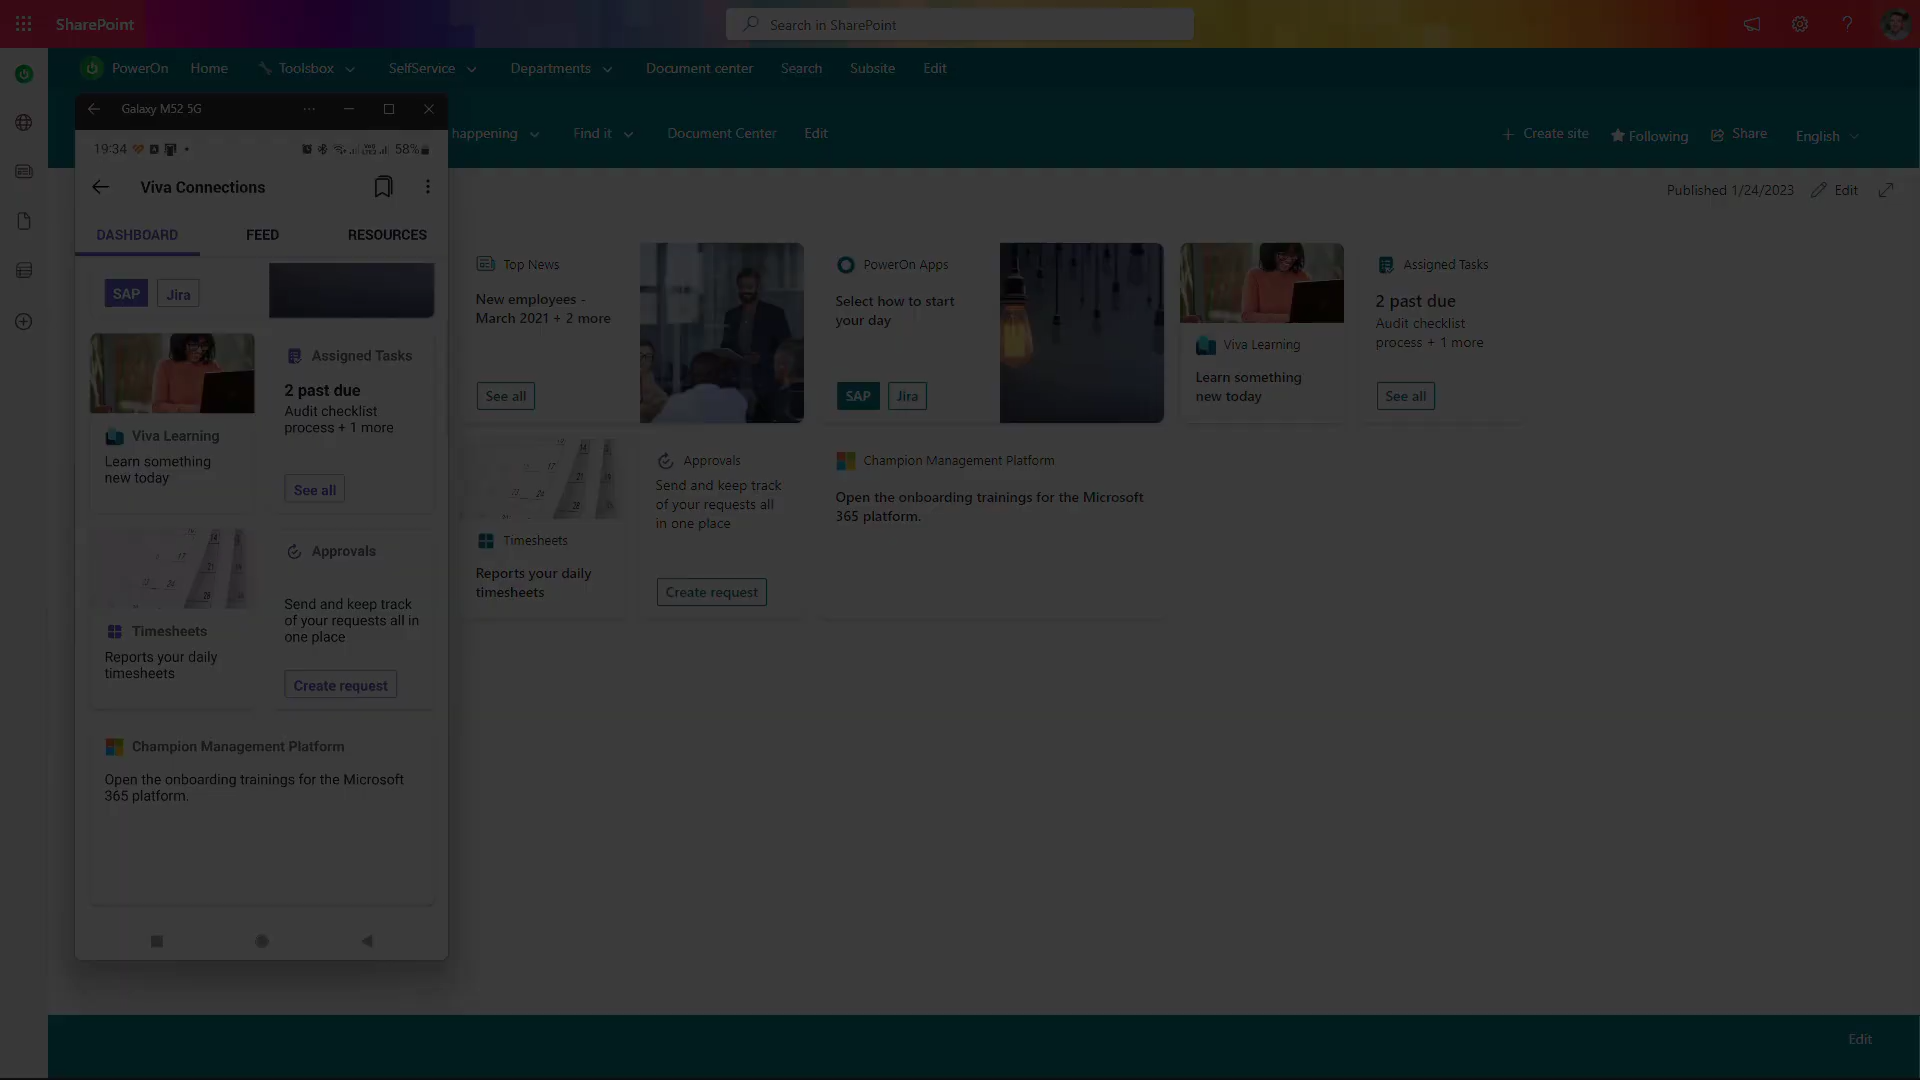 SharePoint
Search in SharePoint
PowerOn
Home
Toolsbox
SelfService
Departments
Document center
Search
Subsite
Edit
happening
Find it
Document Center
Edit
Create site
Following
Share
English
Published 1/24/2023
Edit
Galaxy M52 5G
19:34
58%
Viva Connections
DASHBOARD
FEED
RESOURCES
SAP
Jira
Viva Learning
Learn something
new today
Assigned Tasks
2 past due
Audit checklist
process + 1 more
See all
Timesheets
Reports your daily
timesheets
Approvals
Send and keep track
of your requests all in
one place
Create request
Champion Management Platform
Open the onboarding trainings for the Microsoft
365 platform.
Top News
New employees -
March 2021 + 2 more
See all
PowerOn Apps
Select how to start
your day
SAP
Jira
Viva Learning
Learn something
new today
Assigned Tasks
2 past due
Audit checklist
process + 1 more
See all
Timesheets
Reports your daily
timesheets
Approvals
Send and keep track
of your requests all
in one place
Create request
Champion Management Platform
Open the onboarding trainings for the Microsoft
365 platform.
Edit